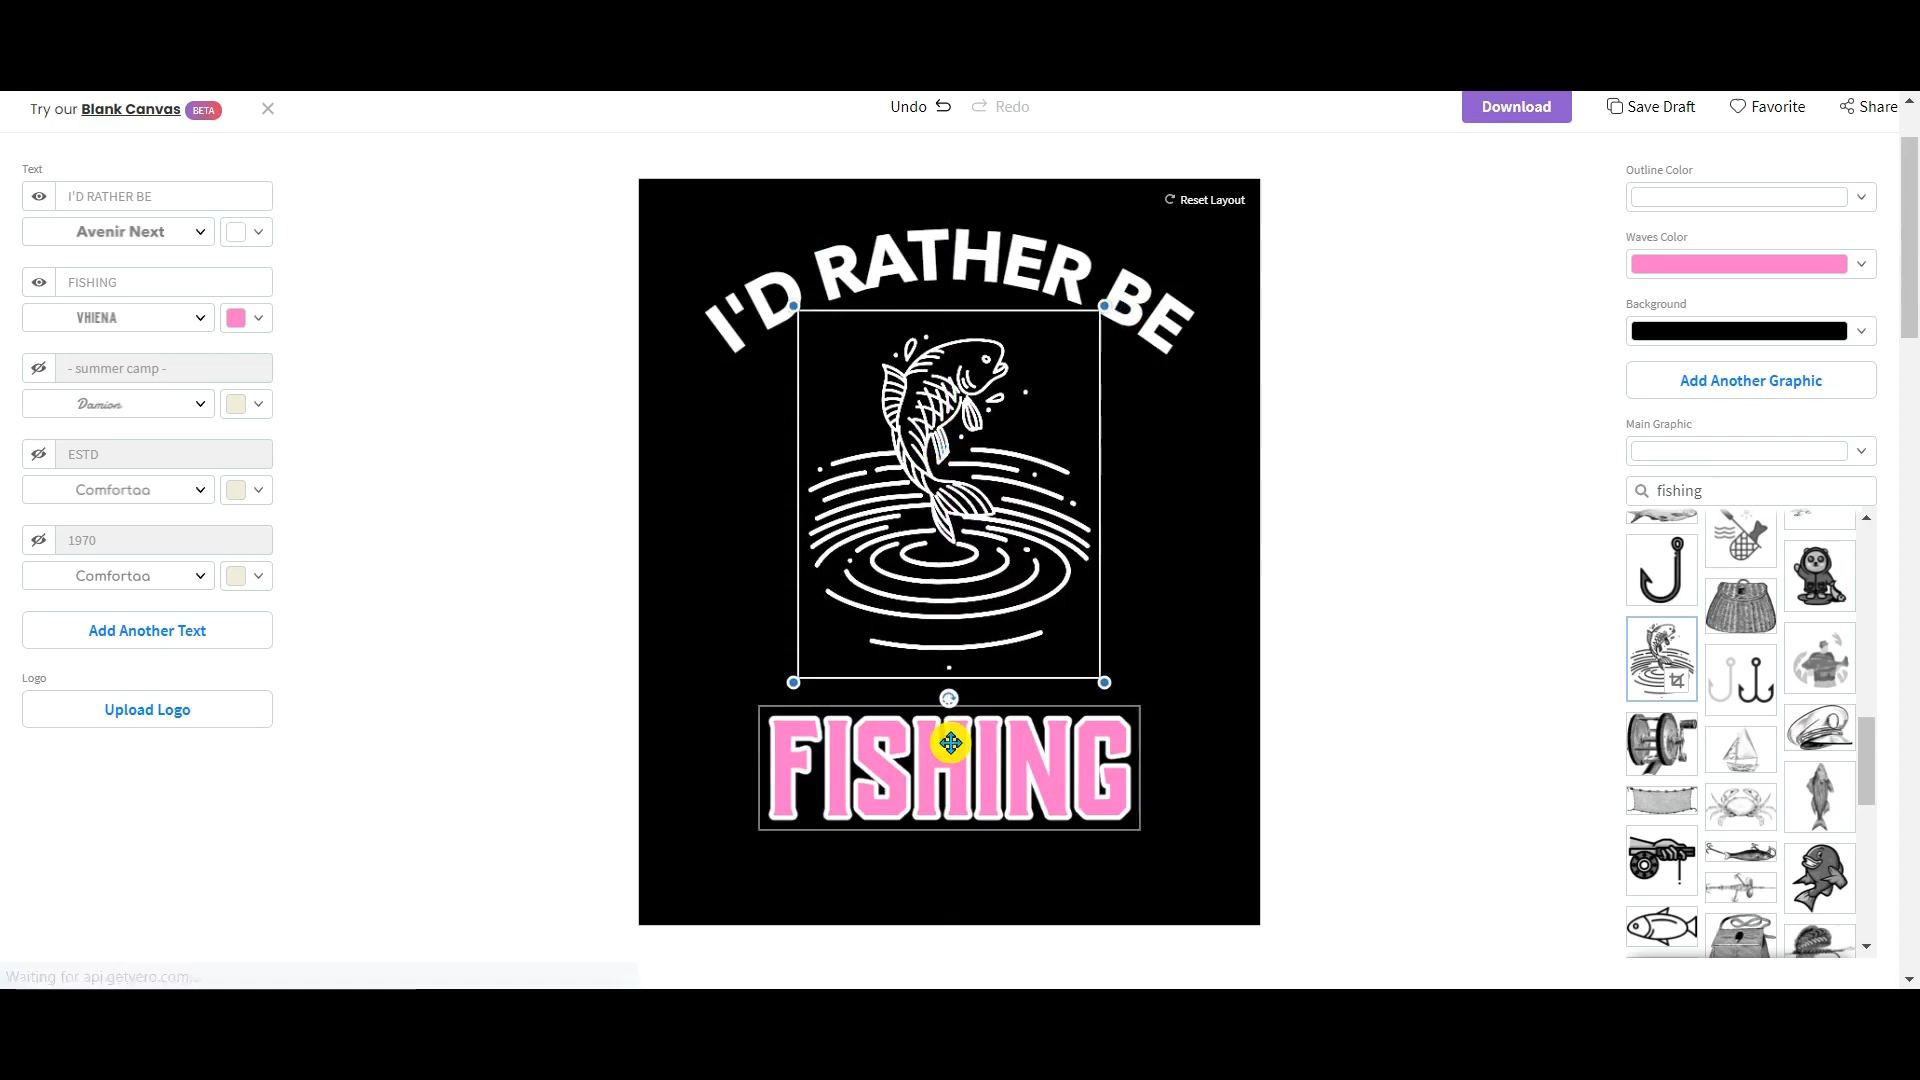 Try our Blank Canvas BETA
Undo
Redo
Download
Save Draft
Favorite
Share
Text
I'D RATHER BE
Avenir Next
FISHING
VHIENA
- summer camp -
Damion
ESTD
Comfortaa
1970
Comfortaa
Add Another Text
Logo
Upload Logo
Reset Layout
I'D RATHER BE
FISHING
Outline Color
Waves Color
Background
Add Another Graphic
Main Graphic
fishing
Waiting for api.getvero.com...